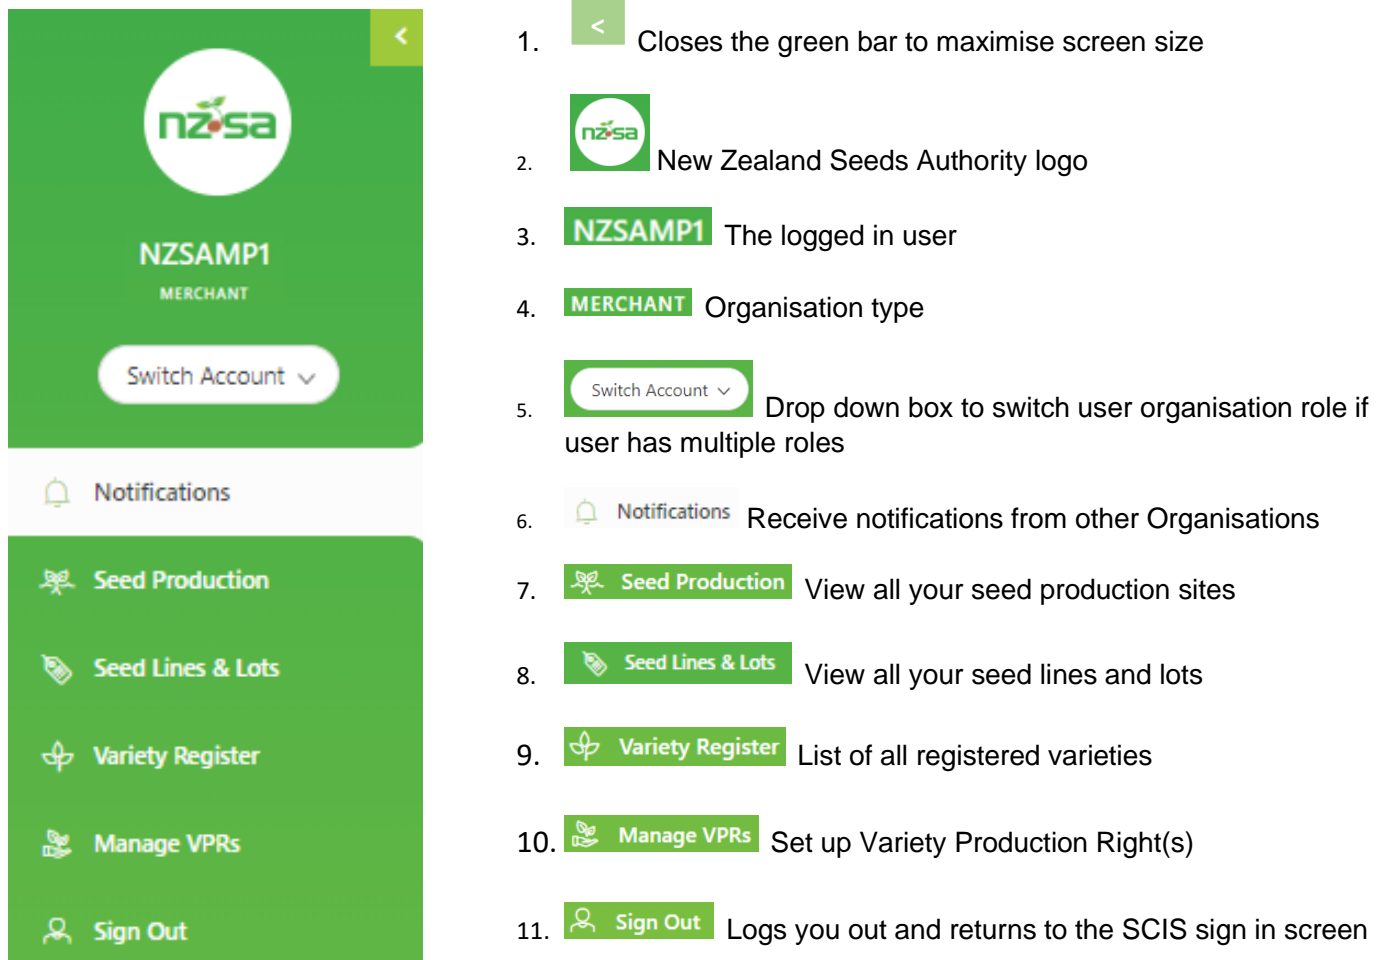 <
nzsa
NZSAMP1
MERCHANT
Switch Account
Notifications
Seed Production
Seed Lines & Lots
Variety Register
Manage VPRs
Sign Out
1. < Closes the green bar to maximise screen size
2. nzsa New Zealand Seeds Authority logo
3. NZSAMP1 The logged in user
4. MERCHANT Organisation type
5. Switch Account Drop down box to switch user organisation role if
user has multiple roles
6. Notifications Receive notifications from other Organisations
7. Seed Production View all your seed production sites
8. Seed Lines & Lots View all your seed lines and lots
9. Variety Register List of all registered varieties
10. Manage VPRs Set up Variety Production Right(s)
11. Sign Out Logs you out and returns to the SCIS sign in screen